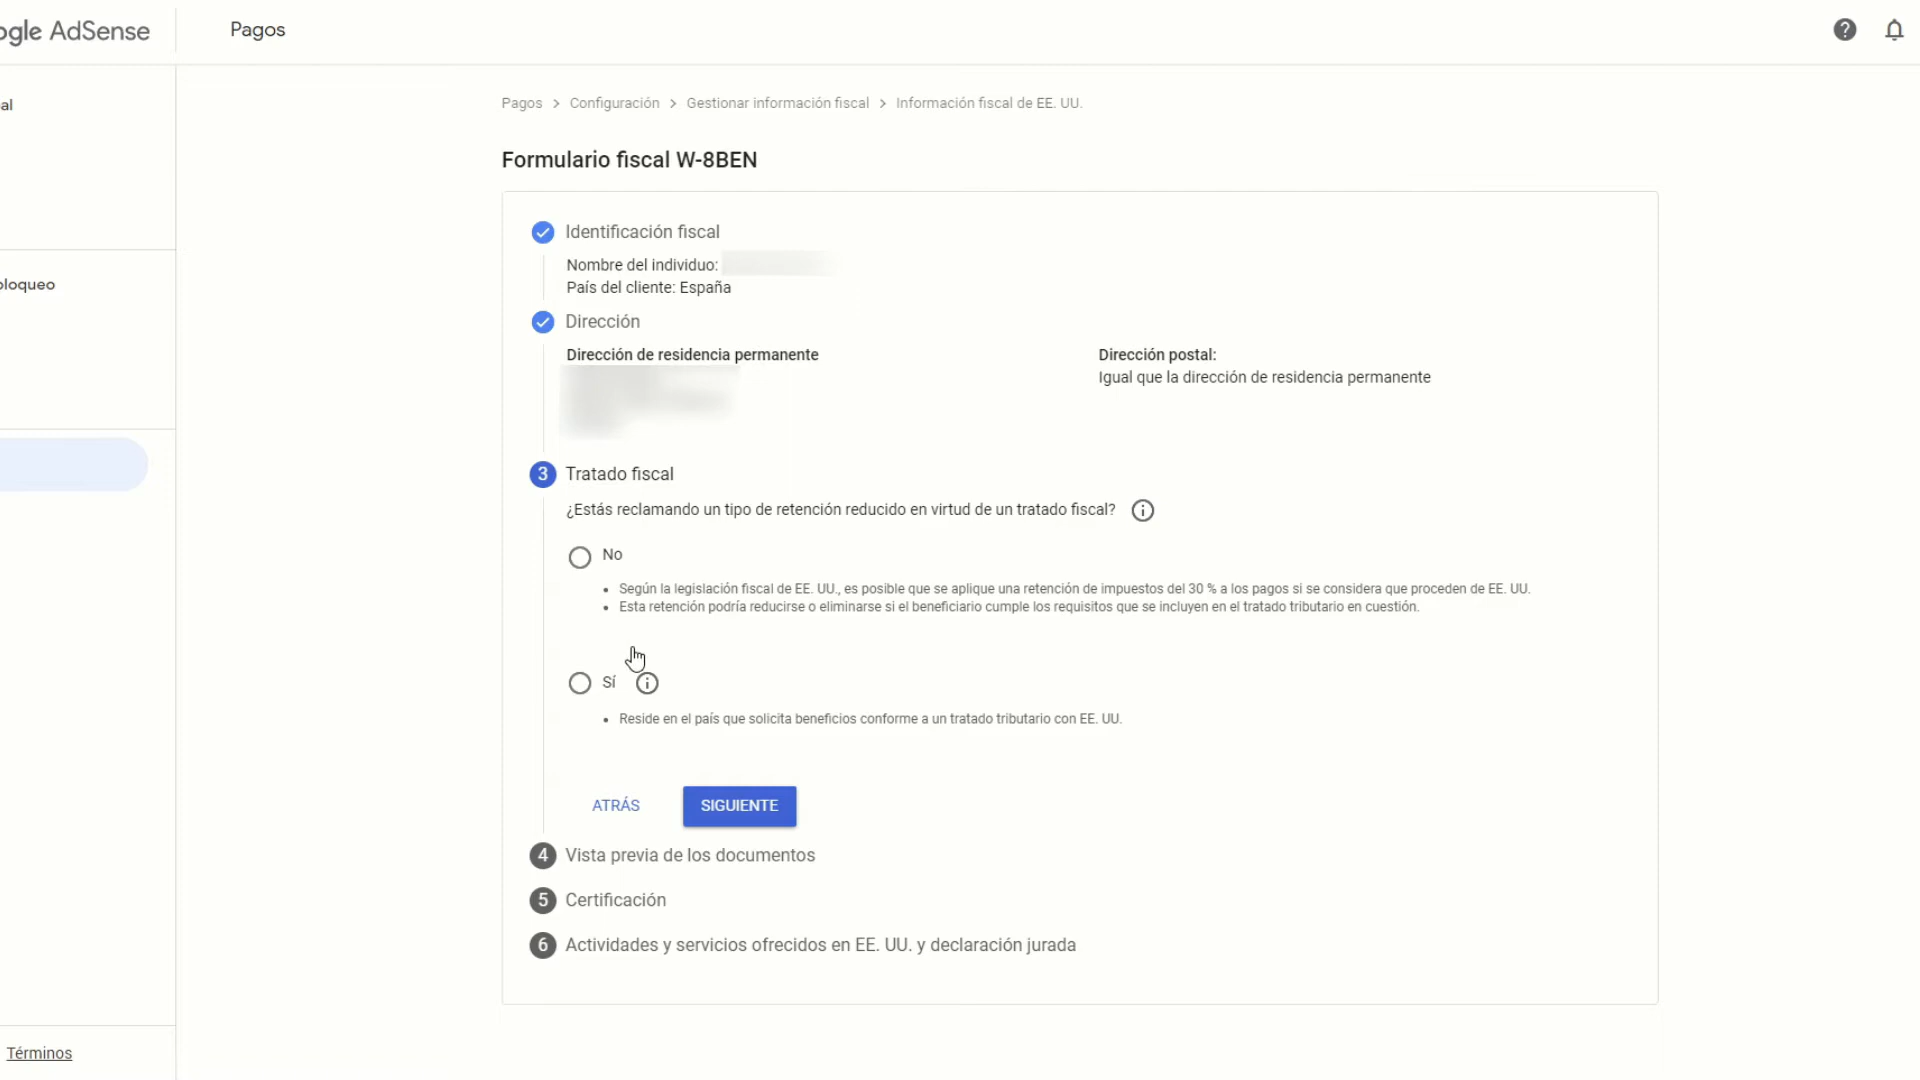 ogle AdSense
Pagos
al
bloqueo
Términos
Pagos > Configuración > Gestionar información fiscal > Información fiscal de EE. UU.
Formulario fiscal W-8BEN
Identificación fiscal
Nombre del individuo:
País del cliente: España
Dirección
Dirección de residencia permanente
Dirección postal:
Igual que la dirección de residencia permanente
3 Tratado fiscal
¿Estás reclamando un tipo de retención reducido en virtud de un tratado fiscal?
No
• Según la legislación fiscal de EE. UU., es posible que se aplique una retención de impuestos del 30 % a los pagos si se considera que proceden de EE. UU.
• Esta retención podría reducirse o eliminarse si el beneficiario cumple los requisitos que se incluyen en el tratado tributario en cuestión.
Sí
• Reside en el país que solicita beneficios conforme a un tratado tributario con EE. UU.
ATRÁS SIGUIENTE
4 Vista previa de los documentos
5 Certificación
6 Actividades y servicios ofrecidos en EE. UU. y declaración jurada